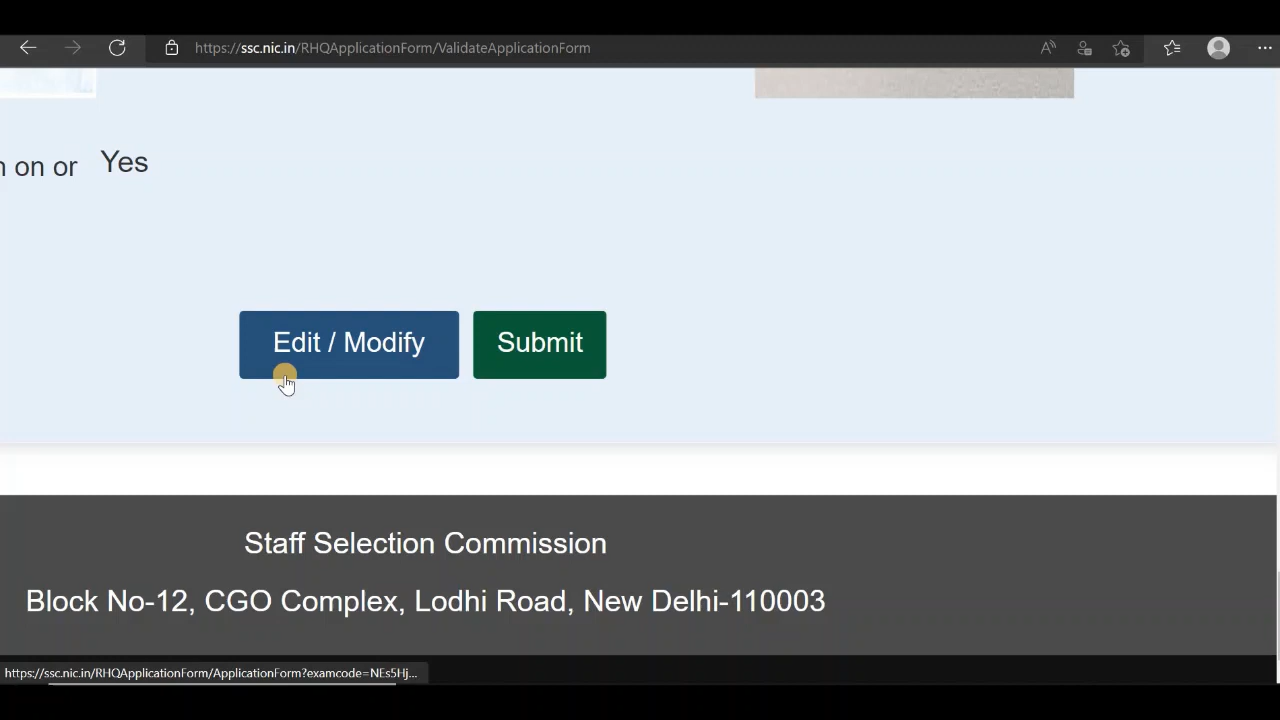 https://ssc.nic.in/RHQApplicationForm/ValidateApplicationForm
on or Yes
Edit / Modify Submit
Staff Selection Commission
Block No-12, CGO Complex, Lodhi Road, New Delhi-110003
https://ssc.nic.in/RHQApplicationForm/ApplicationForm?examcode=NEs5Hj...